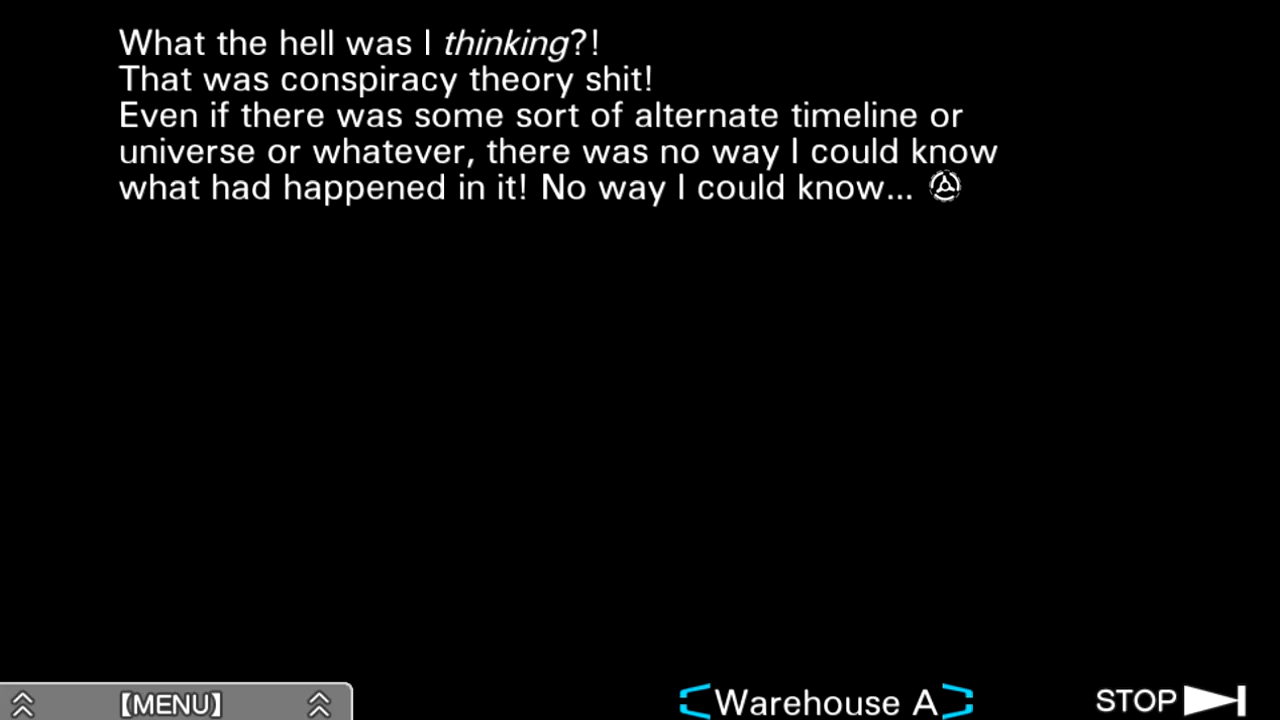 What the hell was I thinking?!
That was conspiracy theory shit!
Even if there was some sort of alternate timeline or
universe or whatever, there was no way I could know
what had happened in it! No way I could know...
【MENU】
Warehouse A
STOP